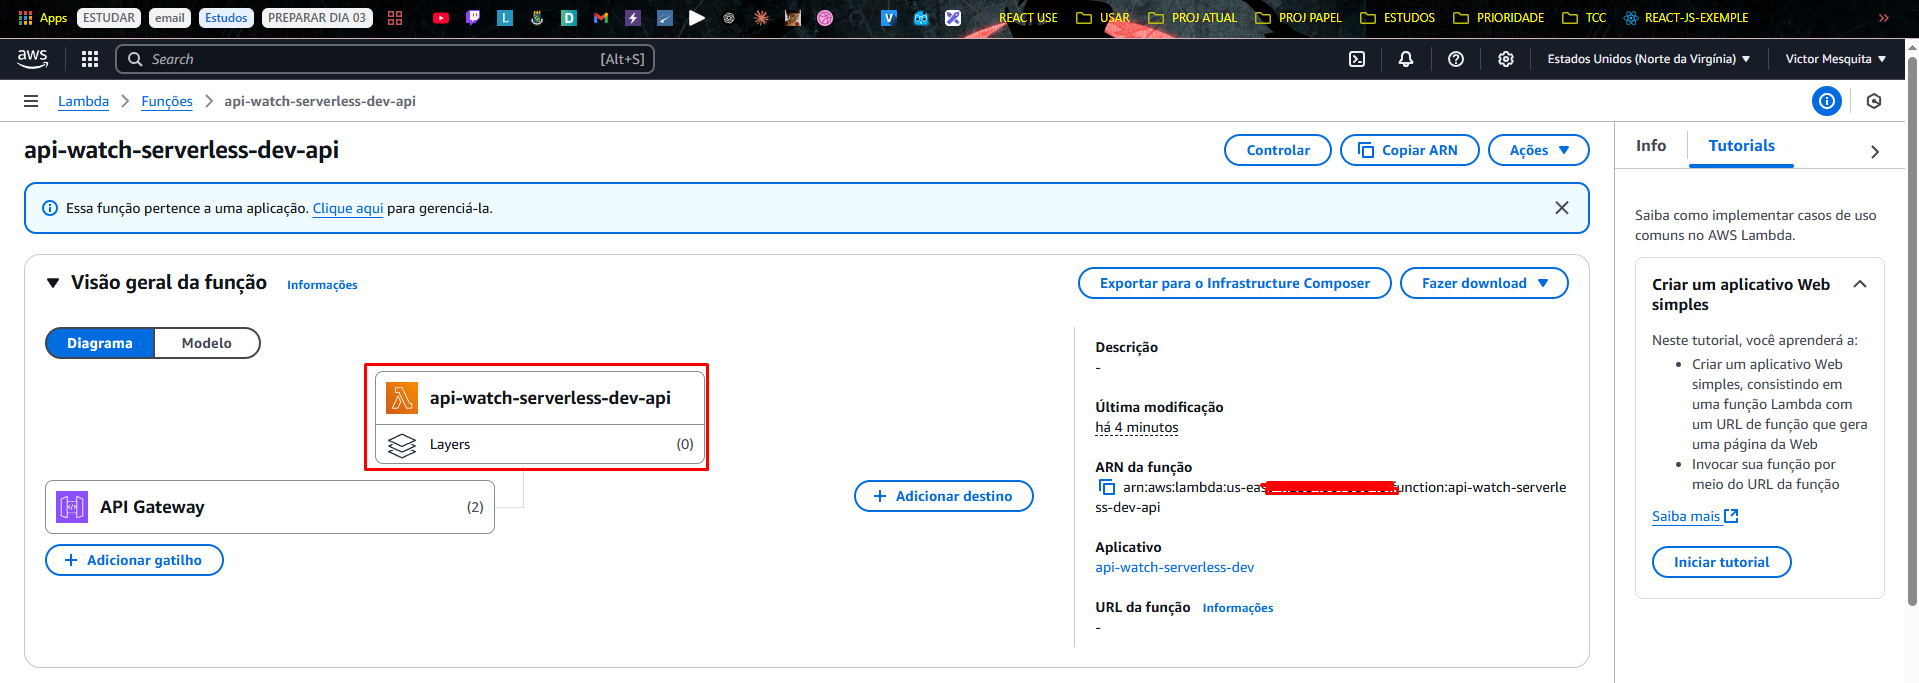 Apps ESTUDAR email Estudos PREPARAR DIA 03 REACT USE USAR PROJ ATUAL PROJ PAPEL ESTUDOS PRIORIDADE TCC REACT-JS-EXEMPLE
aws Search [Alt+S] Estados Unidos (Norte da Virgínia) Victor Mesquita
Lambda Funções api-watch-serverless-dev-api
api-watch-serverless-dev-api
Controlar Copiar ARN Ações
Essa função pertence a uma aplicação. Clique aqui para gerenciá-la.
Visão geral da função Informações
Exportar para o Infrastructure Composer Fazer download
Diagrama Modelo
api-watch-serverless-dev-api
Layers (0)
API Gateway (2)
+ Adicionar gatilho
+ Adicionar destino
Descrição
-
Última modificação
há 4 minutos
ARN da função
arn:aws:lambda:us-eas unction:api-watch-serverle
ss-dev-api
Aplicativo
api-watch-serverless-dev
URL da função Informações
-
Info Tutorials
Saiba como implementar casos de uso
comuns no AWS Lambda.
Criar um aplicativo Web
simples
Neste tutorial, você aprenderá a:
• Criar um aplicativo Web
simples, consistindo em
uma função Lambda com
um URL de função que gera
uma página da Web
• Invocar sua função por
meio do URL da função
Saiba mais
Iniciar tutorial